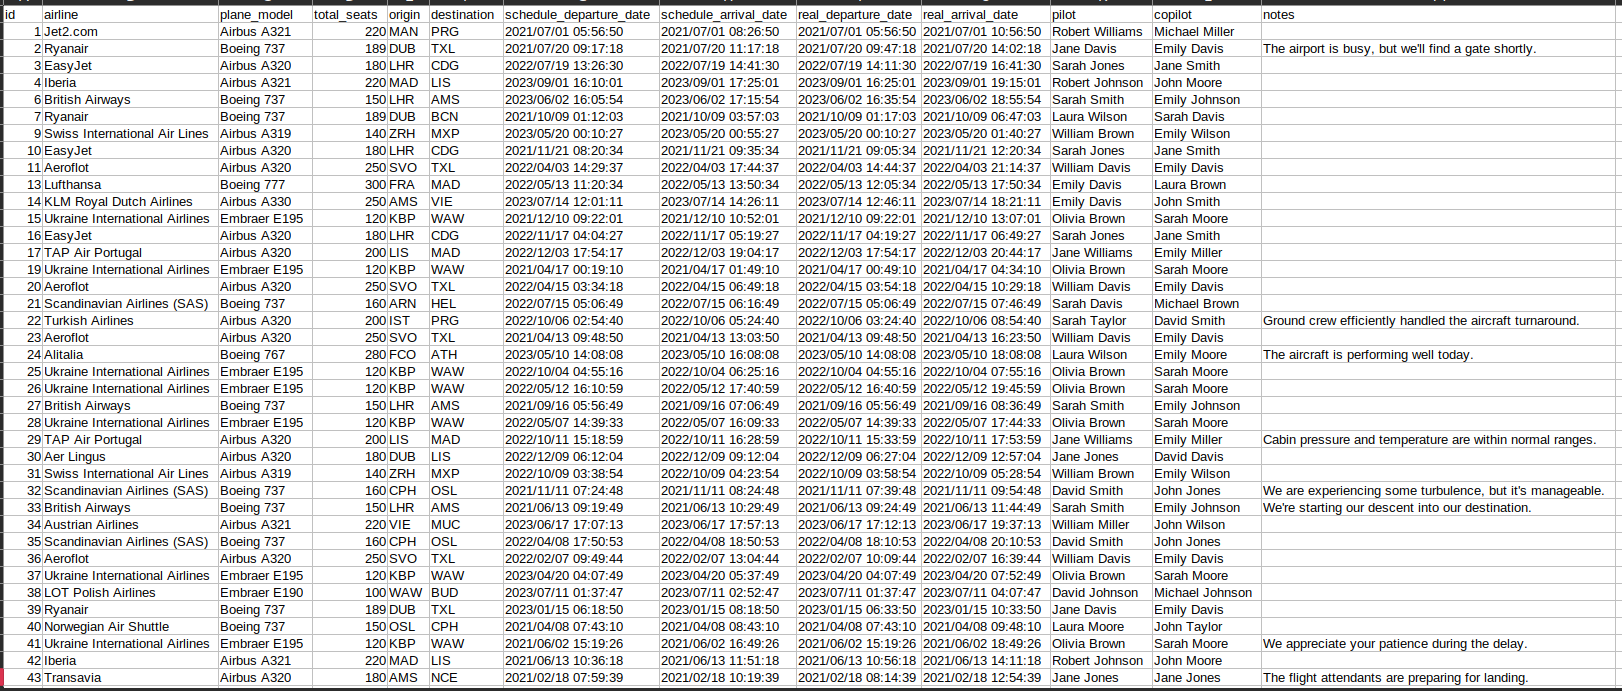 id airline plane_model total_seats origin destination schedule_departure_date schedule_arrival_date real_departure_date real_arrival_date pilot copilot notes
1 Jet2.com Airbus A321 220 MAN PRG 2021/07/01 05:56:50 2021/07/01 08:26:50 2021/07/01 05:56:50 2021/07/01 10:56:50 Robert Williams Michael Miller
2 Ryanair Boeing 737 189 DUB TXL 2021/07/20 09:17:18 2021/07/20 11:17:18 2021/07/20 09:47:18 2021/07/20 14:02:18 Jane Davis Emily Davis The airport is busy, but we'll find a gate shortly.
3 EasyJet Airbus A320 180 LHR CDG 2022/07/19 13:26:30 2022/07/19 14:41:30 2022/07/19 14:11:30 2022/07/19 16:41:30 Sarah Jones Jane Smith
4 Iberia Airbus A321 220 MAD LIS 2023/09/01 16:10:01 2023/09/01 17:25:01 2023/09/01 16:25:01 2023/09/01 19:15:01 Robert Johnson John Moore
6 British Airways Boeing 737 150 LHR AMS 2023/06/02 16:05:54 2023/06/02 17:15:54 2023/06/02 16:35:54 2023/06/02 18:55:54 Sarah Smith Emily Johnson
7 Ryanair Boeing 737 189 DUB BCN 2021/10/09 01:12:03 2021/10/09 03:57:03 2021/10/09 01:17:03 2021/10/09 06:47:03 Laura Wilson Sarah Davis
9 Swiss International Air Lines Airbus A319 140 ZRH MXP 2023/05/20 00:10:27 2023/05/20 00:55:27 2023/05/20 00:10:27 2023/05/20 01:40:27 William Brown Emily Wilson
10 EasyJet Airbus A320 180 LHR CDG 2021/11/21 08:20:34 2021/11/21 09:35:34 2021/11/21 09:05:34 2021/11/21 12:20:34 Sarah Jones Jane Smith
11 Aeroflot Airbus A320 250 SVO TXL 2022/04/03 14:29:37 2022/04/03 17:44:37 2022/04/03 14:44:37 2022/04/03 21:14:37 William Davis Emily Davis
13 Lufthansa Boeing 777 300 FRA MAD 2022/05/13 11:20:34 2022/05/13 13:50:34 2022/05/13 12:05:34 2022/05/13 17:50:34 Emily Davis Laura Brown
14 KLM Royal Dutch Airlines Airbus A330 250 AMS VIE 2023/07/14 12:01:11 2023/07/14 14:26:11 2023/07/14 12:46:11 2023/07/14 18:21:11 Emily Davis John Smith
15 Ukraine International Airlines Embraer E195 120 KBP WAW 2021/12/10 09:22:01 2021/12/10 10:52:01 2021/12/10 09:22:01 2021/12/10 13:07:01 Olivia Brown Sarah Moore
16 EasyJet Airbus A320 180 LHR CDG 2022/11/17 04:04:27 2022/11/17 05:19:27 2022/11/17 04:19:27 2022/11/17 06:49:27 Sarah Jones Jane Smith
17 TAP Air Portugal Airbus A320 200 LIS MAD 2022/12/03 17:54:17 2022/12/03 19:04:17 2022/12/03 17:54:17 2022/12/03 20:44:17 Jane Williams Emily Miller
19 Ukraine International Airlines Embraer E195 120 KBP WAW 2021/04/17 00:19:10 2021/04/17 01:49:10 2021/04/17 00:49:10 2021/04/17 04:34:10 Olivia Brown Sarah Moore
20 Aeroflot Airbus A320 250 SVO TXL 2022/04/15 03:34:18 2022/04/15 06:49:18 2022/04/15 03:54:18 2022/04/15 10:29:18 William Davis Emily Davis
21 Scandinavian Airlines (SAS) Boeing 737 160 ARN HEL 2022/07/15 05:06:49 2022/07/15 06:16:49 2022/07/15 05:06:49 2022/07/15 07:46:49 Sarah Davis Michael Brown
22 Turkish Airlines Airbus A320 200 IST PRG 2022/10/06 02:54:40 2022/10/06 05:24:40 2022/10/06 03:24:40 2022/10/06 08:54:40 Sarah Taylor David Smith Ground crew efficiently handled the aircraft turnaround.
23 Aeroflot Airbus A320 250 SVO TXL 2021/04/13 09:48:50 2021/04/13 13:03:50 2021/04/13 09:48:50 2021/04/13 16:23:50 William Davis Emily Davis
24 Alitalia Boeing 767 280 FCO ATH 2023/05/10 14:08:08 2023/05/10 16:08:08 2023/05/10 14:08:08 2023/05/10 18:08:08 Laura Wilson Emily Moore The aircraft is performing well today.
25 Ukraine International Airlines Embraer E195 120 KBP WAW 2022/10/04 04:55:16 2022/10/04 06:25:16 2022/10/04 04:55:16 2022/10/04 07:55:16 Olivia Brown Sarah Moore
26 Ukraine International Airlines Embraer E195 120 KBP WAW 2022/05/12 16:10:59 2022/05/12 17:40:59 2022/05/12 16:40:59 2022/05/12 19:45:59 Olivia Brown Sarah Moore
27 British Airways Boeing 737 150 LHR AMS 2021/09/16 05:56:49 2021/09/16 07:06:49 2021/09/16 05:56:49 2021/09/16 08:36:49 Sarah Smith Emily Johnson
28 Ukraine International Airlines Embraer E195 120 KBP WAW 2022/05/07 14:39:33 2022/05/07 16:09:33 2022/05/07 14:39:33 2022/05/07 17:44:33 Olivia Brown Sarah Moore
29 TAP Air Portugal Airbus A320 200 LIS MAD 2022/10/11 15:18:59 2022/10/11 16:28:59 2022/10/11 15:33:59 2022/10/11 17:53:59 Jane Williams Emily Miller Cabin pressure and temperature are within normal ranges.
30 Aer Lingus Airbus A320 180 DUB LIS 2022/12/09 06:12:04 2022/12/09 09:12:04 2022/12/09 06:27:04 2022/12/09 12:57:04 Jane Jones David Davis
31 Swiss International Air Lines Airbus A319 140 ZRH MXP 2022/10/09 03:38:54 2022/10/09 04:23:54 2022/10/09 03:58:54 2022/10/09 05:28:54 William Brown Emily Wilson
32 Scandinavian Airlines (SAS) Boeing 737 160 CPH OSL 2021/11/11 07:24:48 2021/11/11 08:24:48 2021/11/11 07:39:48 2021/11/11 09:54:48 David Smith John Jones We are experiencing some turbulence, but it's manageable.
33 British Airways Boeing 737 150 LHR AMS 2021/06/13 09:19:49 2021/06/13 10:29:49 2021/06/13 09:24:49 2021/06/13 11:44:49 Sarah Smith Emily Johnson We're starting our descent into our destination.
34 Austrian Airlines Airbus A321 220 VIE MUC 2023/06/17 17:07:13 2023/06/17 17:57:13 2023/06/17 17:12:13 2023/06/17 19:37:13 William Miller John Wilson
35 Scandinavian Airlines (SAS) Boeing 737 160 CPH OSL 2022/04/08 17:50:53 2022/04/08 18:50:53 2022/04/08 18:10:53 2022/04/08 20:10:53 David Smith John Jones
36 Aeroflot Airbus A320 250 SVO TXL 2022/02/07 09:49:44 2022/02/07 13:04:44 2022/02/07 10:09:44 2022/02/07 16:39:44 William Davis Emily Davis
37 Ukraine International Airlines Embraer E195 120 KBP WAW 2023/04/20 04:07:49 2023/04/20 05:37:49 2023/04/20 04:07:49 2023/04/20 07:52:49 Olivia Brown Sarah Moore
38 LOT Polish Airlines Embraer E190 100 WAW BUD 2023/07/11 01:37:47 2023/07/11 02:52:47 2023/07/11 01:37:47 2023/07/11 04:07:47 David Johnson Michael Johnson
39 Ryanair Boeing 737 189 DUB TXL 2023/01/15 06:18:50 2023/01/15 08:18:50 2023/01/15 06:33:50 2023/01/15 10:33:50 Jane Davis Emily Davis
40 Norwegian Air Shuttle Boeing 737 150 OSL CPH 2021/04/08 07:43:10 2021/04/08 08:43:10 2021/04/08 07:43:10 2021/04/08 09:48:10 Laura Moore John Taylor
41 Ukraine International Airlines Embraer E195 120 KBP WAW 2021/06/02 15:19:26 2021/06/02 16:49:26 2021/06/02 15:19:26 2021/06/02 18:49:26 Olivia Brown Sarah Moore We appreciate your patience during the delay.
42 Iberia Airbus A321 220 MAD LIS 2021/06/13 10:36:18 2021/06/13 11:51:18 2021/06/13 10:56:18 2021/06/13 14:11:18 Robert Johnson John Moore
43 Transavia Airbus A320 180 AMS NCE 2021/02/18 07:59:39 2021/02/18 10:19:39 2021/02/18 08:14:39 2021/02/18 12:54:39 Jane Jones Jane Jones The flight attendants are preparing for landing.